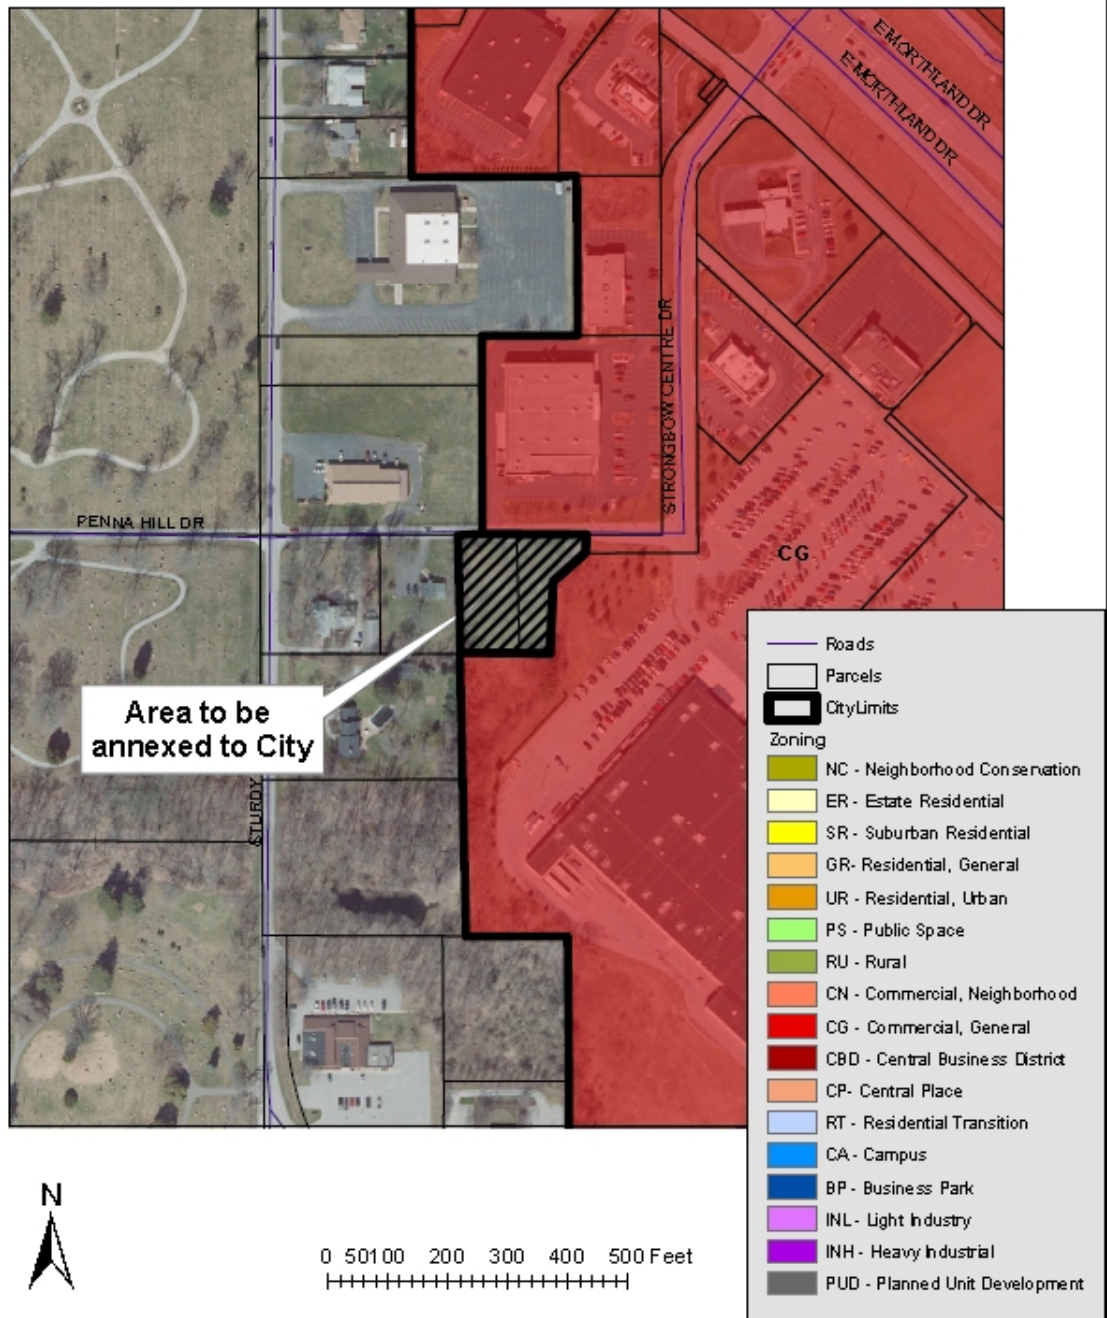 E MORTHLAND DR
E MORTHLAND DR
STRONGBOW CENTRE DR
PENNA HILL DR
CG
Area to be
annexed to City
STURDY
Roads
Parcels
CityLimits
Zoning
NC - Neighborhood Conservation
ER - Estate Residential
SR - Suburban Residential
GR- Residential, General
UR - Residential, Urban
PS - Public Space
RU - Rural
CN - Commercial, Neighborhood
CG - Commercial, General
CBD - Central Business District
CP- Central Place
RT - Residential Transition
CA - Campus
BP - Business Park
INL - Light Industry
INH - Heavy Industrial
PUD - Planned Unit Development
N
0 50100 200 300 400 500 Feet